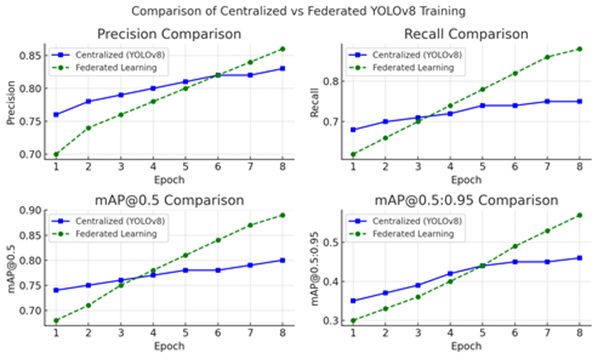 Comparison of Centralized vs Federated YOLOv8 Training
Precision Comparison
Centralized (YOLOv8)
Federated Learning
Precision
0.85
0.80
0.75
0.70
1 2 3 4 5 6 7 8
Epoch
Recall Comparison
Centralized (YOLOv8)
Federated Learning
Recall
0.8
0.7
1 2 3 4 5 6 7 8
Epoch
mAP@0.5 Comparison
Centralized (YOLOv8)
Federated Learning
mAP@0.5
0.90
0.85
0.80
0.75
0.70
1 2 3 4 5 6 7 8
Epoch
mAP@0.5:0.95 Comparison
Centralized (YOLOv8)
Federated Learning
mAP@0.5:0.95
0.5
0.4
0.3
1 2 3 4 5 6 7 8
Epoch